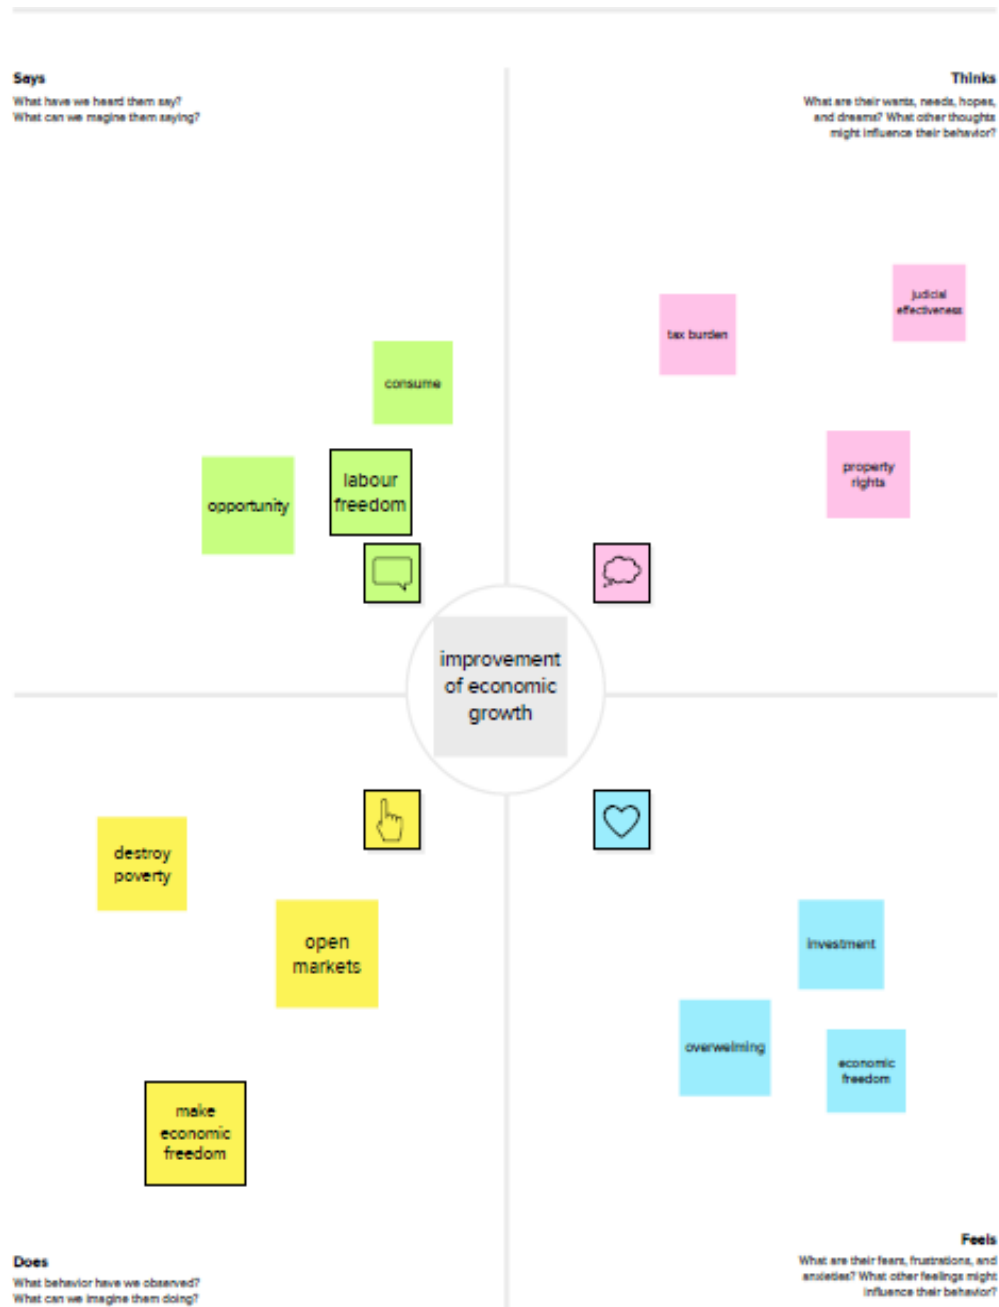 Says
What have we heard them say?
What can we magine them saying?
Thinks
What are their wants, needs, hopes,
and dreams? What other thoughts
might influence their behavior?
judicial
effectiveness
tax burden
consume
property
rights
labour
freedom
opportunity
improvement
of economic
growth
destroy
poverty
open
markets
investment
overwelming
economic
freedom
make
economic
freedom
Feels
What are their fears, frustrations, and
anxieties? What other feelings might
influence their behavior?
Does
What behavior have we observed?
What can we imagine them doing?